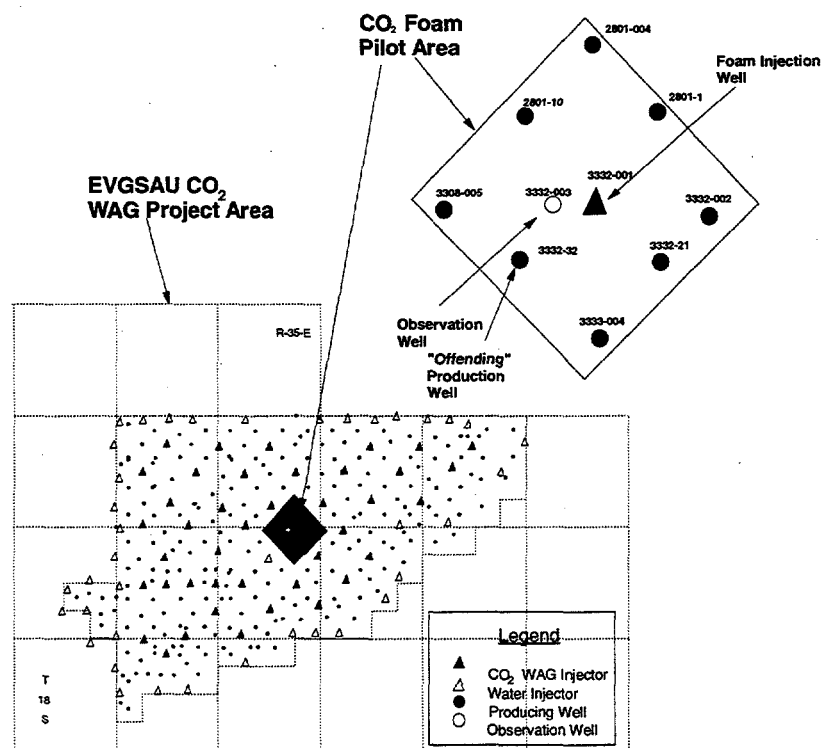 CO₂ Foam
Pilot Area
2801-004
Foam Injection
Well
2801-10
2801-1
EVGSAU CO₂
WAG Project Area
3332-001
3308-005
3332-003
3332-002
3332-32
3332-21
R-35-E
Observation
Well
3333-004
"Offending"
Production
Well
Legend
CO₂ WAG Injector
Water Injector
Producing Well
Observation Well
T
18
S